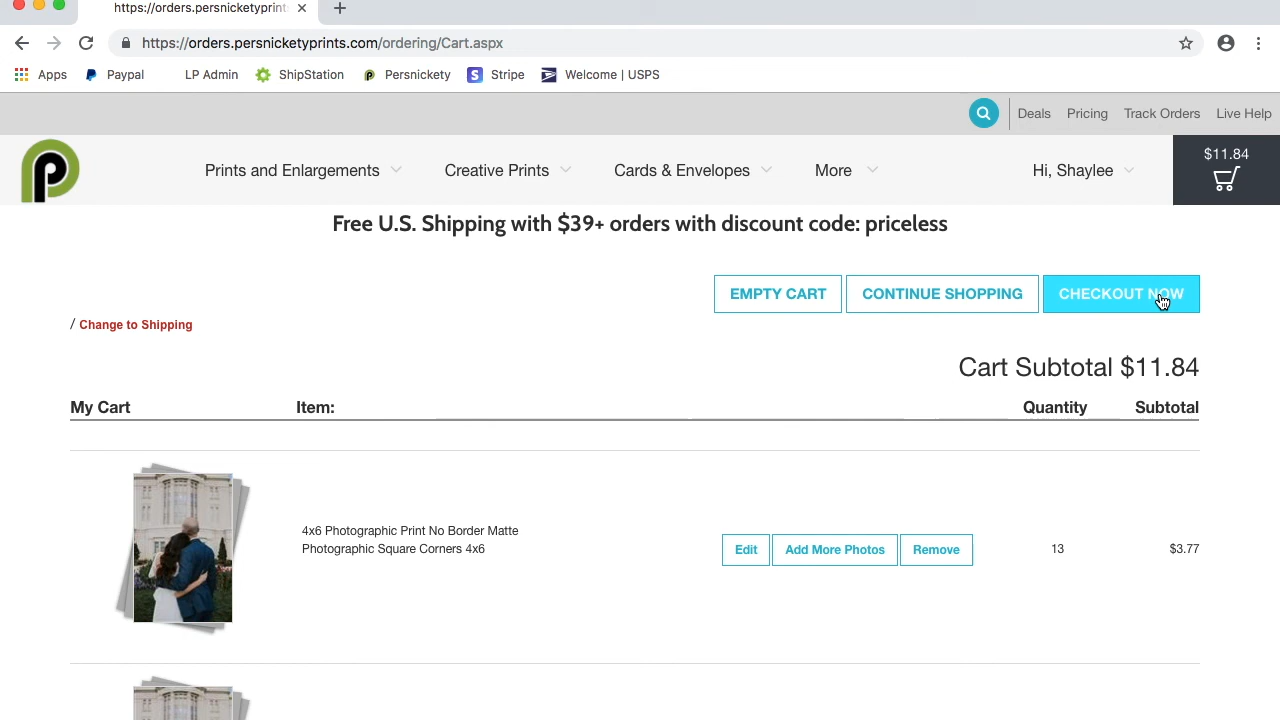 https://orders.persnicketyprint
https://orders.persnicketyprints.com/ordering/Cart.aspx
Apps Paypal LP Admin ShipStation Persnickety Stripe Welcome | USPS
Deals Pricing Track Orders Live Help
Prints and Enlargements Creative Prints Cards & Envelopes More Hi, Shaylee $11.84
Free U.S. Shipping with $39+ orders with discount code: priceless
EMPTY CART CONTINUE SHOPPING CHECKOUT NOW
/ Change to Shipping
Cart Subtotal $11.84
My Cart Item: Quantity Subtotal
4x6 Photographic Print No Border Matte
Photographic Square Corners 4x6
Edit Add More Photos Remove 13 $3.77